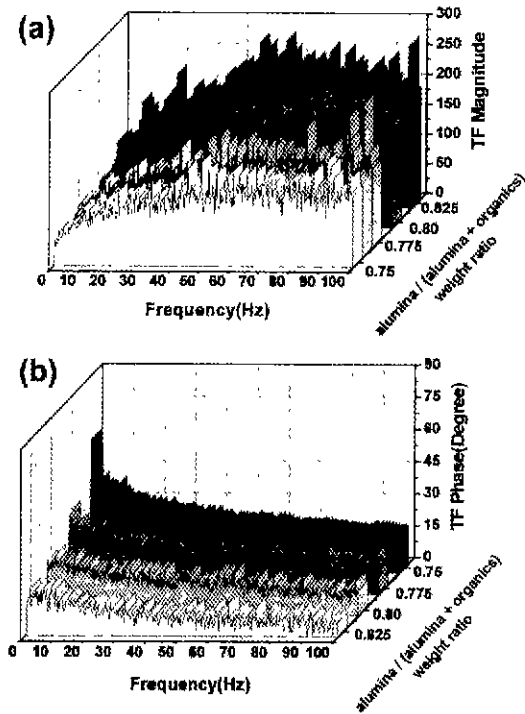 (a)
300
250
200
150
100
50
0
TF Magnitude
0.825
0.80
0.775
0.75
alumina / (alumina + organics)
weight ratio
0 10 20 30 40 50 60 70 80 90 100
Frequency(Hz)
(b)
90
75
60
45
30
15
0
TF Phase(Degree)
0.75
0.775
0.80
0.825
alumina / (alumina + organics)
weight ratio
0 10 20 30 40 50 60 70 80 90 100
Frequency(Hz)